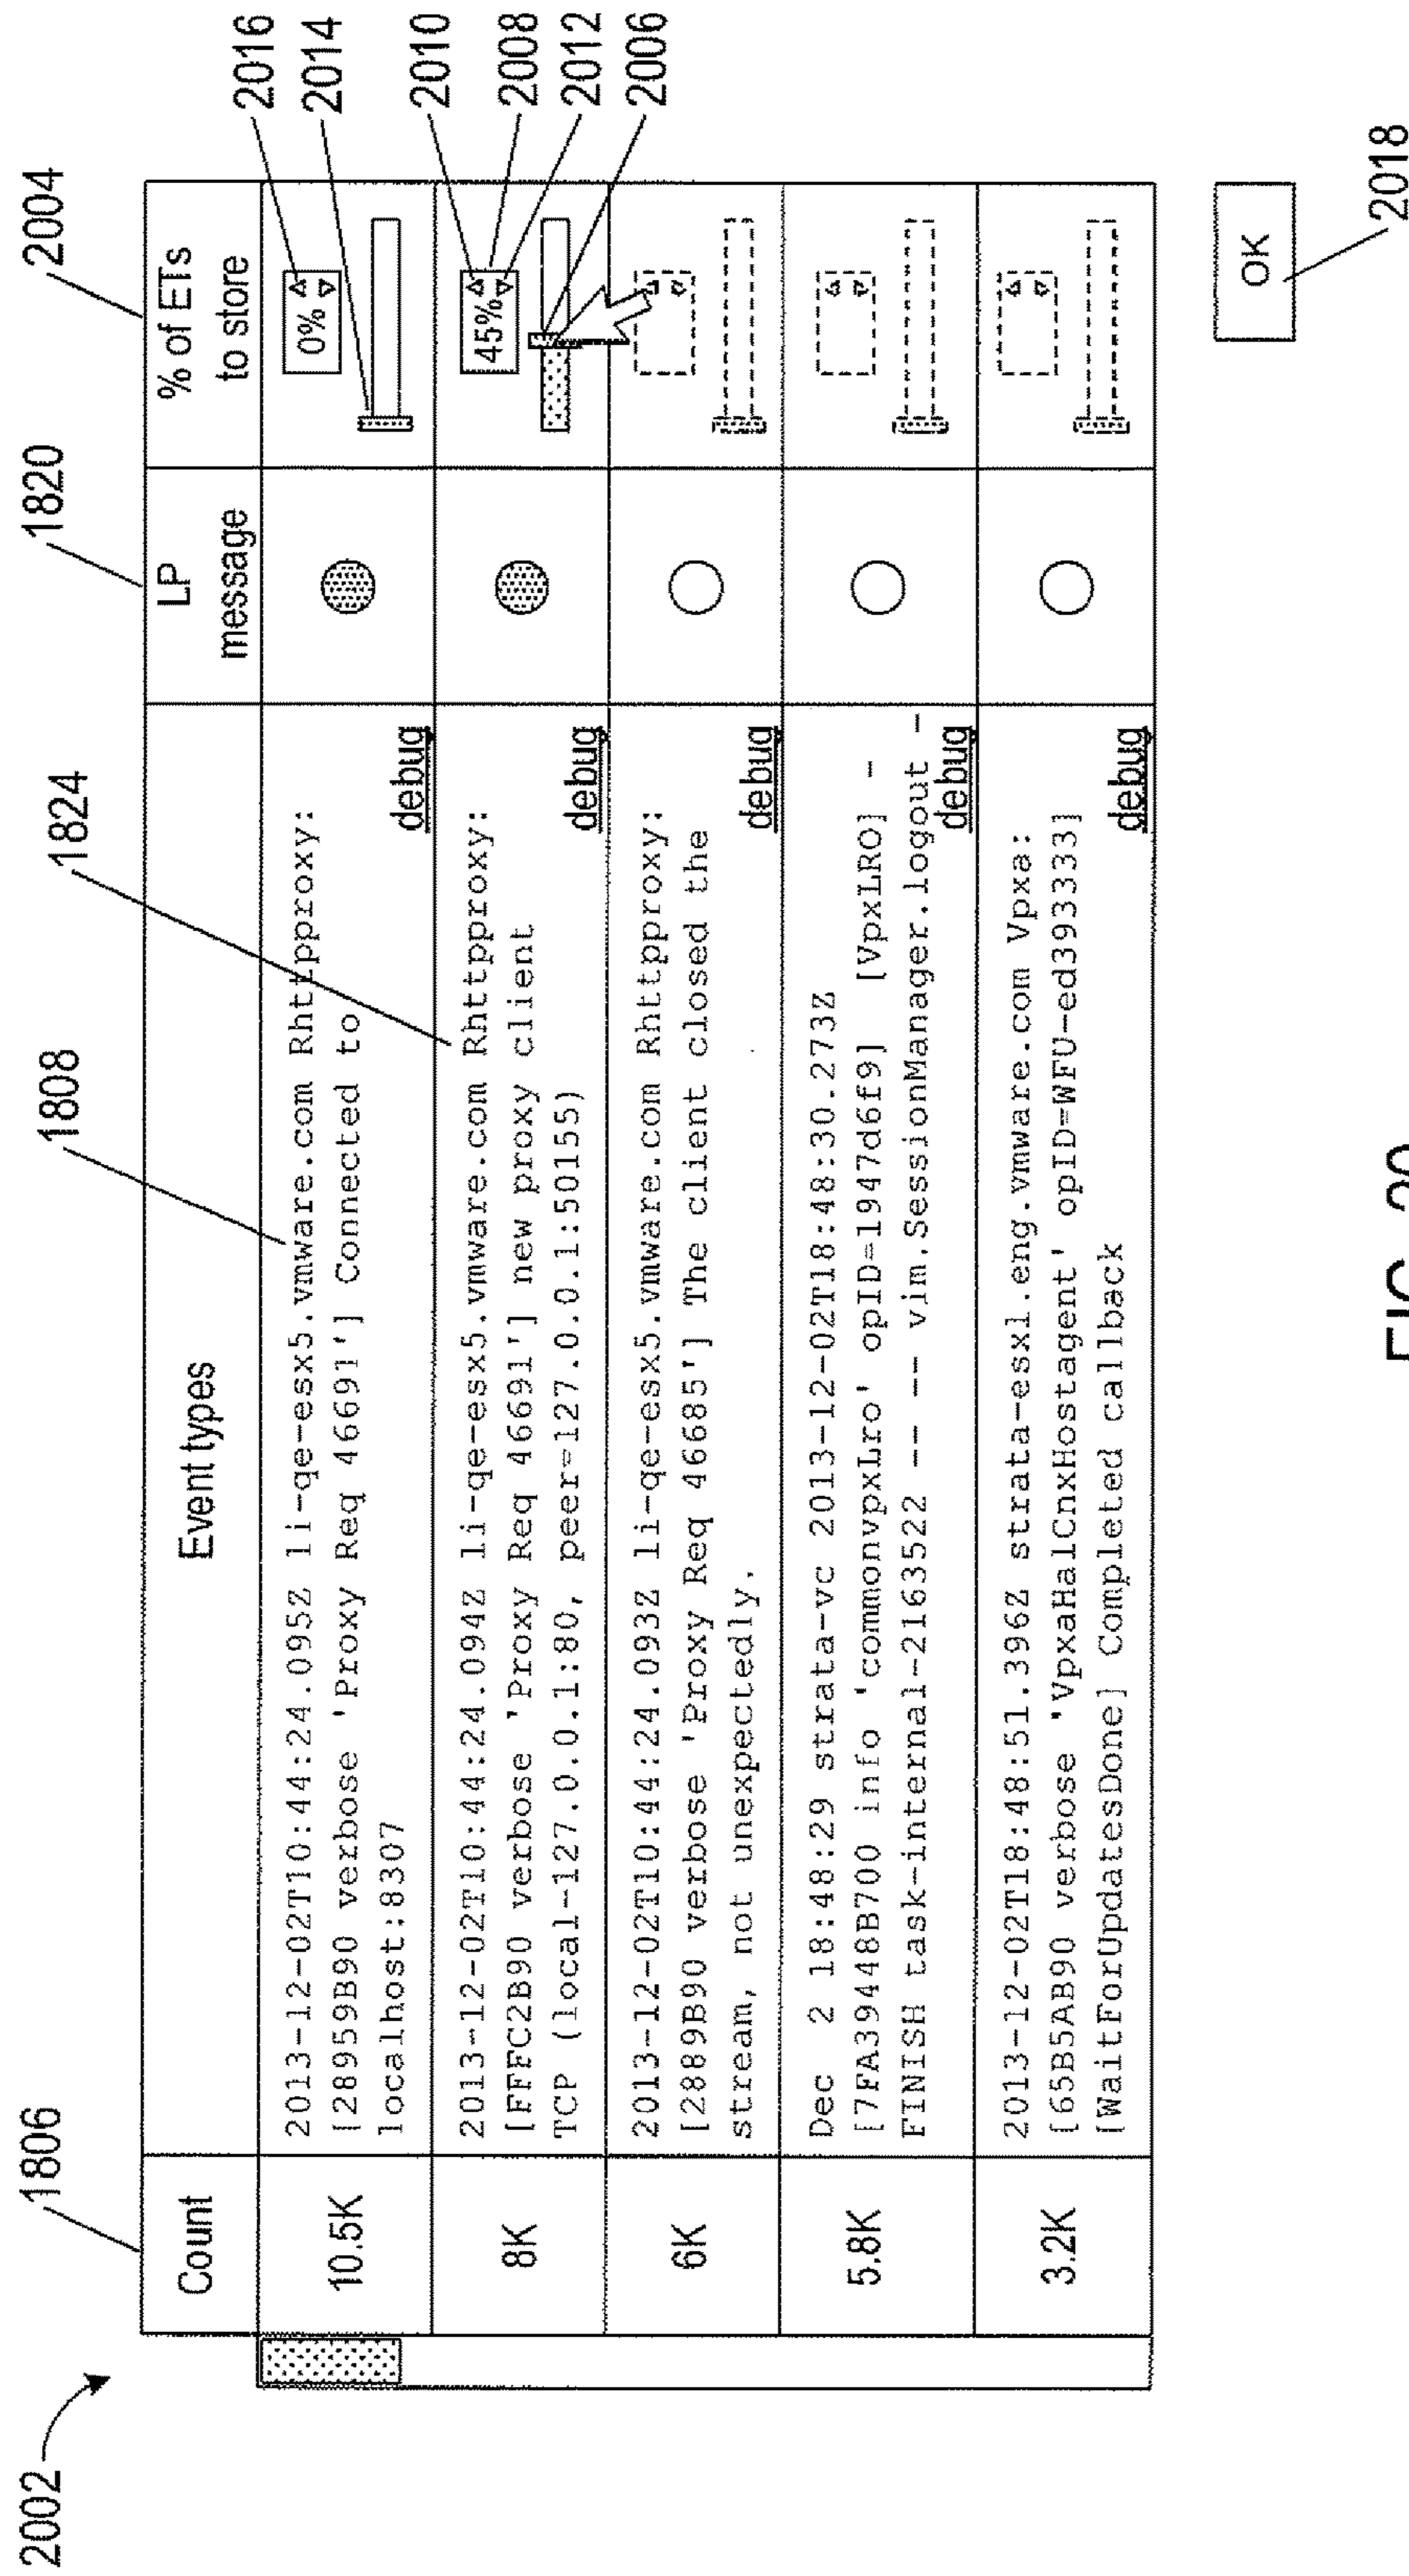 2002
1806
1808
1824
1820
2004
2016
2014
2010
2008
2012
2006
Count
Event types
LP
message
% of ETs
to store
10.5K
2013-12-02T10:44:24.095Z li-qe-esx5.vmware.com Rhttpproxy:
[28959B90 verbose 'Proxy Req 46691'] Connected to
localhost:8307
debug
0%
8K
2013-12-02T10:44:24.094Z li-qe-esx5.vmware.com Rhttpproxy:
[FFFC2B90 verbose 'Proxy Req 46691'] new proxy client
TCP (local-127.0.0.1:80, peer=127.0.0.1:50155)
debug
45%
6K
2013-12-02T10:44:24.093Z li-qe-esx5.vmware.com Rhttpproxy:
[2889B90 verbose 'Proxy Req 46685'] The client closed the
stream, not unexpectedly.
debug
5.8K
Dec 2 18:48:29 strata-vc 2013-12-02T18:48:30.273Z
[7FA39448B700 info 'commonvpxLro' opID=1947d6f9] [VpxLRO] -
FINISH task-internal-2163522 -- -- vim.SessionManager.logout -
debug
3.2K
2013-12-02T18:48:51.396Z strata-esx1.eng.vmware.com Vpxa:
[65B5AB90 verbose 'VpxaHalCnxHostagent' opID=WFU-ed393333]
[WaitForUpdatesDone] Completed callback
debug
OK
2018